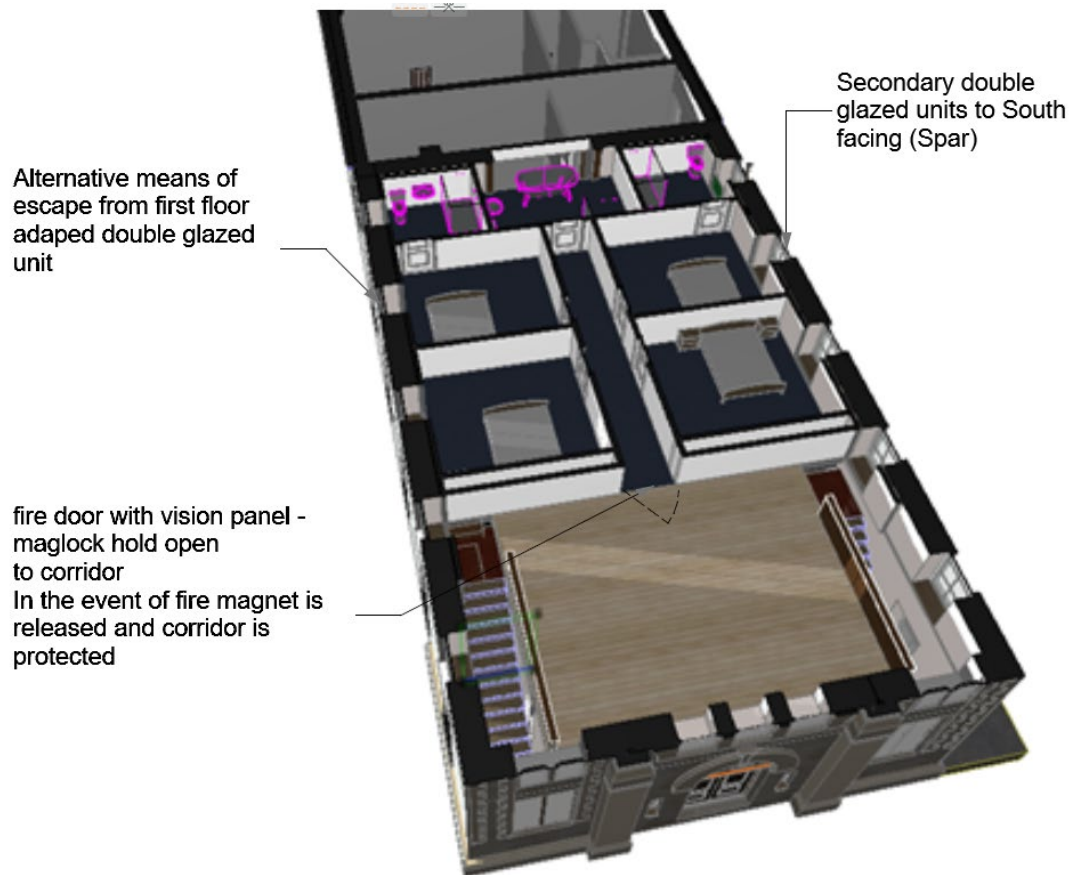 Secondary double
glazed units to South
facing (Spar)
Alternative means of
escape from first floor
adaped double glazed
unit
fire door with vision panel -
maglock hold open
to corridor
In the event of fire magnet is
released and corridor is
protected